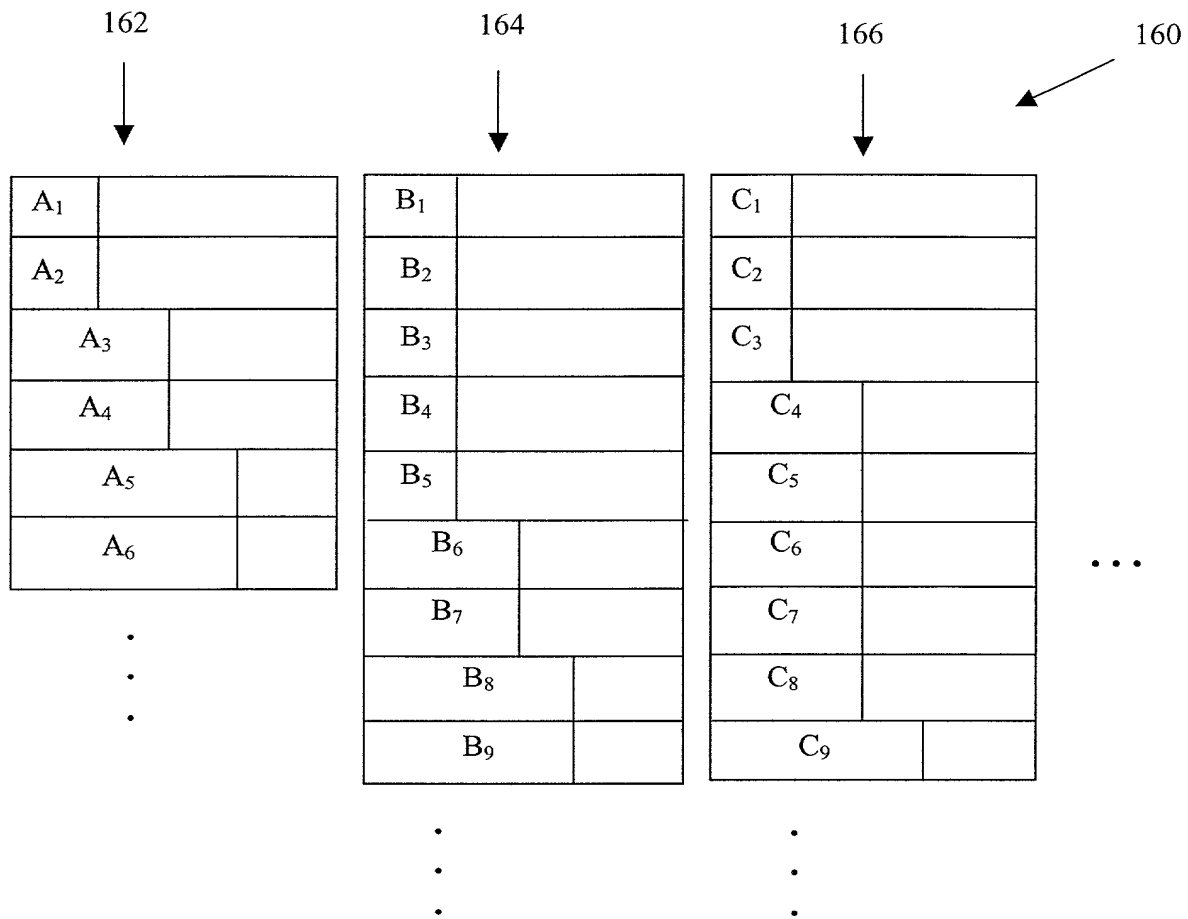 162 164 166 160
A₁ B₁ C₁
A₂ B₂ C₂
A₃ B₃ C₃
A₄ B₄ C₄
A₅ B₅ C₅
A₆ B₆ C₆
B₇ C₇
B₈ C₈
B₉ C₉